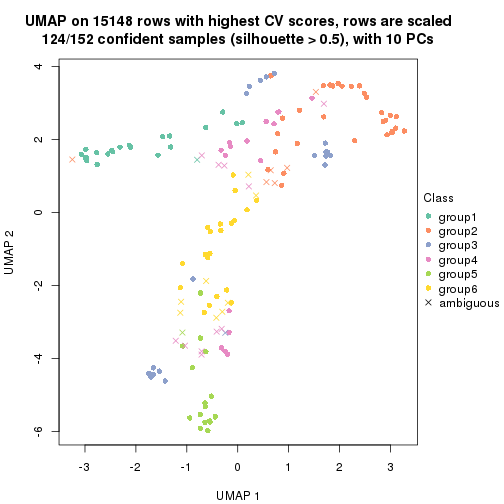 UMAP on 15148 rows with highest CV scores, rows are scaled
124/152 confident samples (silhouette > 0.5), with 10 PCs
4
2
0
-2
-4
-6
UMAP 2
-3
-2
-1
0
1
2
3
UMAP 1
Class
group1
group2
group3
group4
group5
group6
ambiguous